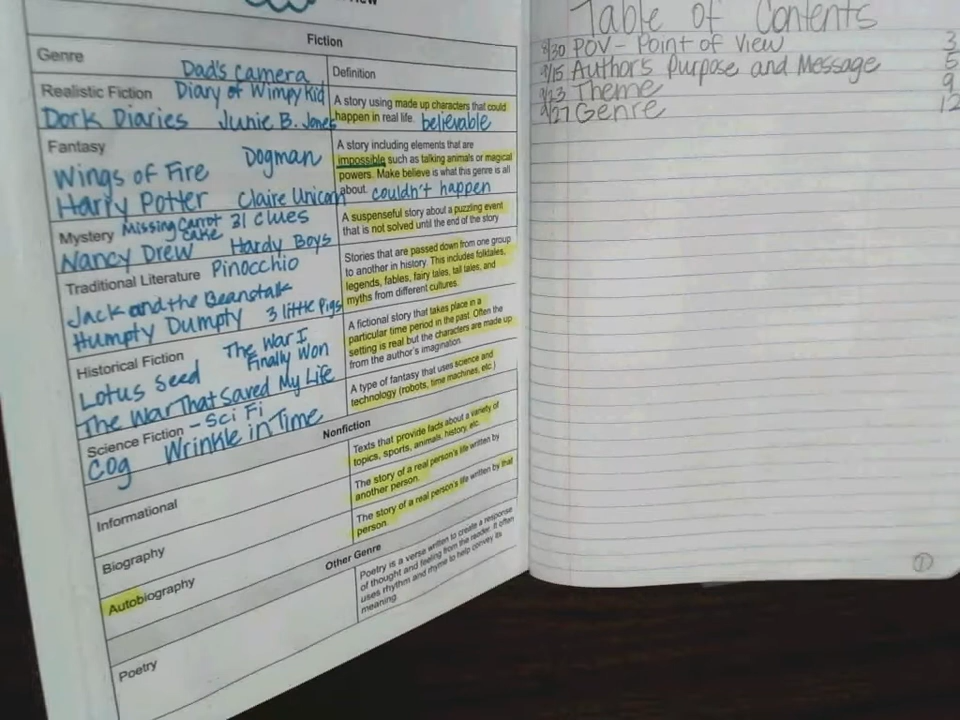 Fiction
Genre
Definition
Realistic Fiction
Dad's camera
Diary of Wimpy Kid
Dork Diaries Junie B. Jones
A story using made up characters that could
happen in real life. believable
Fantasy
Dogman
Wings of Fire
Harry Potter Claire Unicorn
A story including elements that are
impossible such as talking animals or magical
powers. Make believe is what this genre is all
about. couldn't happen
Mystery
Missing Carrot
Cake
31 clues
Nancy Drew Hardy Boys
A suspenseful story about a puzzling event
that is not solved until the end of the story
Traditional Literature Pinocchio
Jack and the Beanstalk
Humpty Dumpty 3 little Pigs
Stories that are passed down from one group
to another in history. This includes folktales,
legends, fables, fairy tales, tall tales, and
myths from different cultures.
Historical Fiction
The War I
Finally Won
Lotus Seed
The War That Saved My Life
A fictional story that takes place in a
particular time period in the past. Often the
setting is real but the characters are made up
from the author's imagination.
Science Fiction - Sci Fi
Cog Wrinkle in Time
A type of fantasy that uses science and
technology (robots, time machines, etc.)
Nonfiction
Informational
Texts that provide facts about a variety of
topics, sports, animals, history, etc.
Biography
The story of a real person's life written by
another person.
Autobiography
The story of a real person's life written by that
person.
Other Genre
Poetry
Poetry is a verse written to create a response
of thought and feeling from the reader. It often
uses rhythm and rhyme to help convey its
meaning.
Table of Contents
8/30 POV - Point of View 3
9/15 Author's Purpose and Message 5
9/23 Theme 9
9/27 Genre 12
1